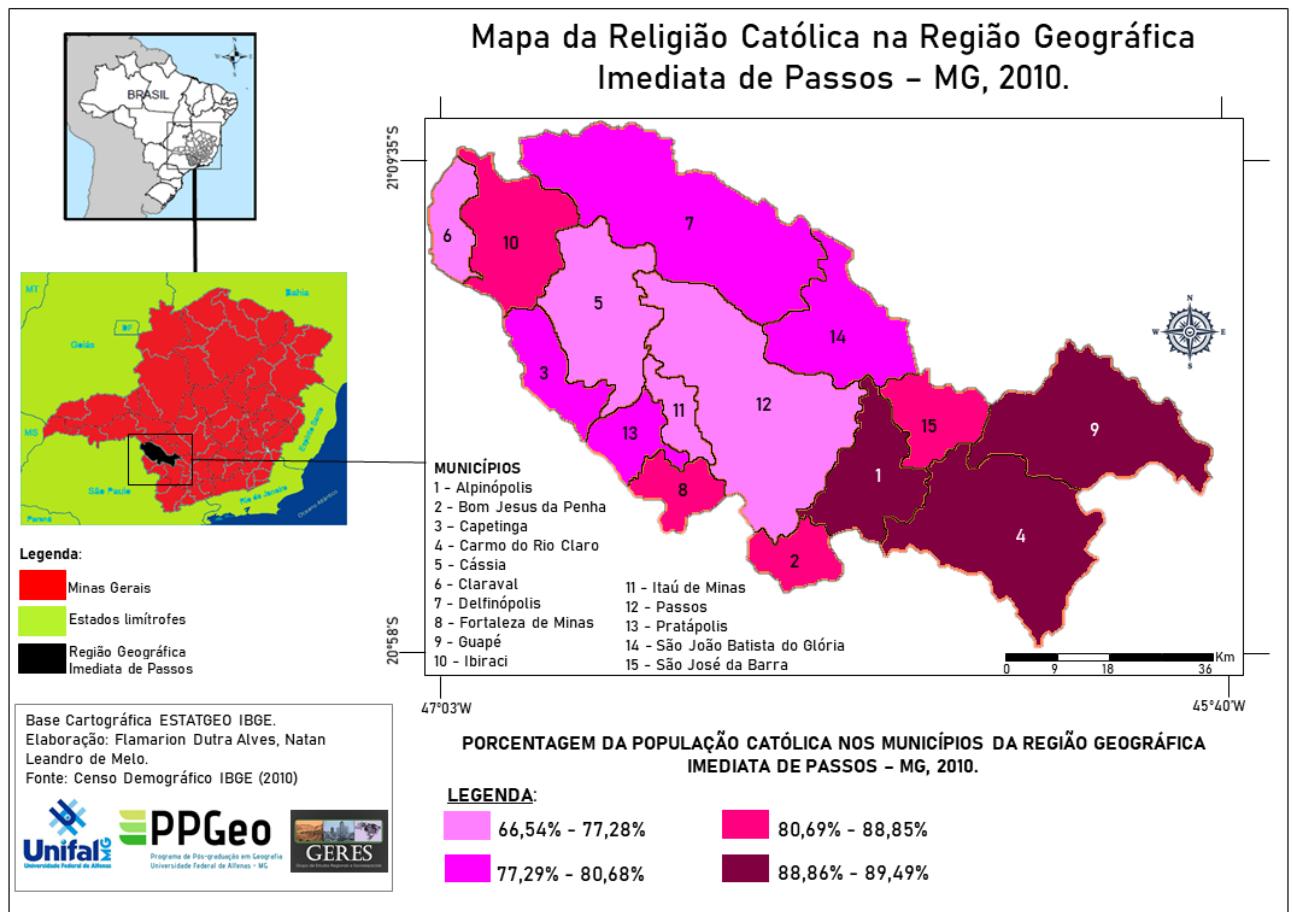 Mapa da Religião Católica na Região Geográfica
Imediata de Passos – MG, 2010.
BRASIL
MT
Bahia
DF
Goiás
MS
Espírito Santo
São Paulo
Rio de Janeiro
Paraná
Oceano Atlântico
Legenda:
Minas Gerais
Estados limítrofes
Região Geográfica
Imediata de Passos
21°09'35"S
20°58'S
47°03'W
45°40'W
N
W
E
S
6
10
7
5
14
3
11
12
13
15
9
8
1
4
2
MUNICÍPIOS
1 - Alpinópolis
2 - Bom Jesus da Penha
3 - Capetinga
4 - Carmo do Rio Claro
5 - Cássia
6 - Claraval
7 - Delfinópolis
8 - Fortaleza de Minas
9 - Guapé
10 - Ibiraci
11 - Itaú de Minas
12 - Passos
13 - Pratápolis
14 - São João Batista do Glória
15 - São José da Barra
Km
0 9 18 36
Base Cartográfica ESTATGEO IBGE.
Elaboração: Flamarion Dutra Alves, Natan
Leandro de Melo.
Fonte: Censo Demográfico IBGE (2010)
Unifal MG
Universidade Federal de Alfenas
PPGeo
Programa de Pós-graduação em Geografia
Universidade Federal de Alfenas - MG
GERES
PORCENTAGEM DA POPULAÇÃO CATÓLICA NOS MUNICÍPIOS DA REGIÃO GEOGRÁFICA
IMEDIATA DE PASSOS – MG, 2010.
LEGENDA:
66,54% - 77,28%
80,69% - 88,85%
77,29% - 80,68%
88,86% - 89,49%